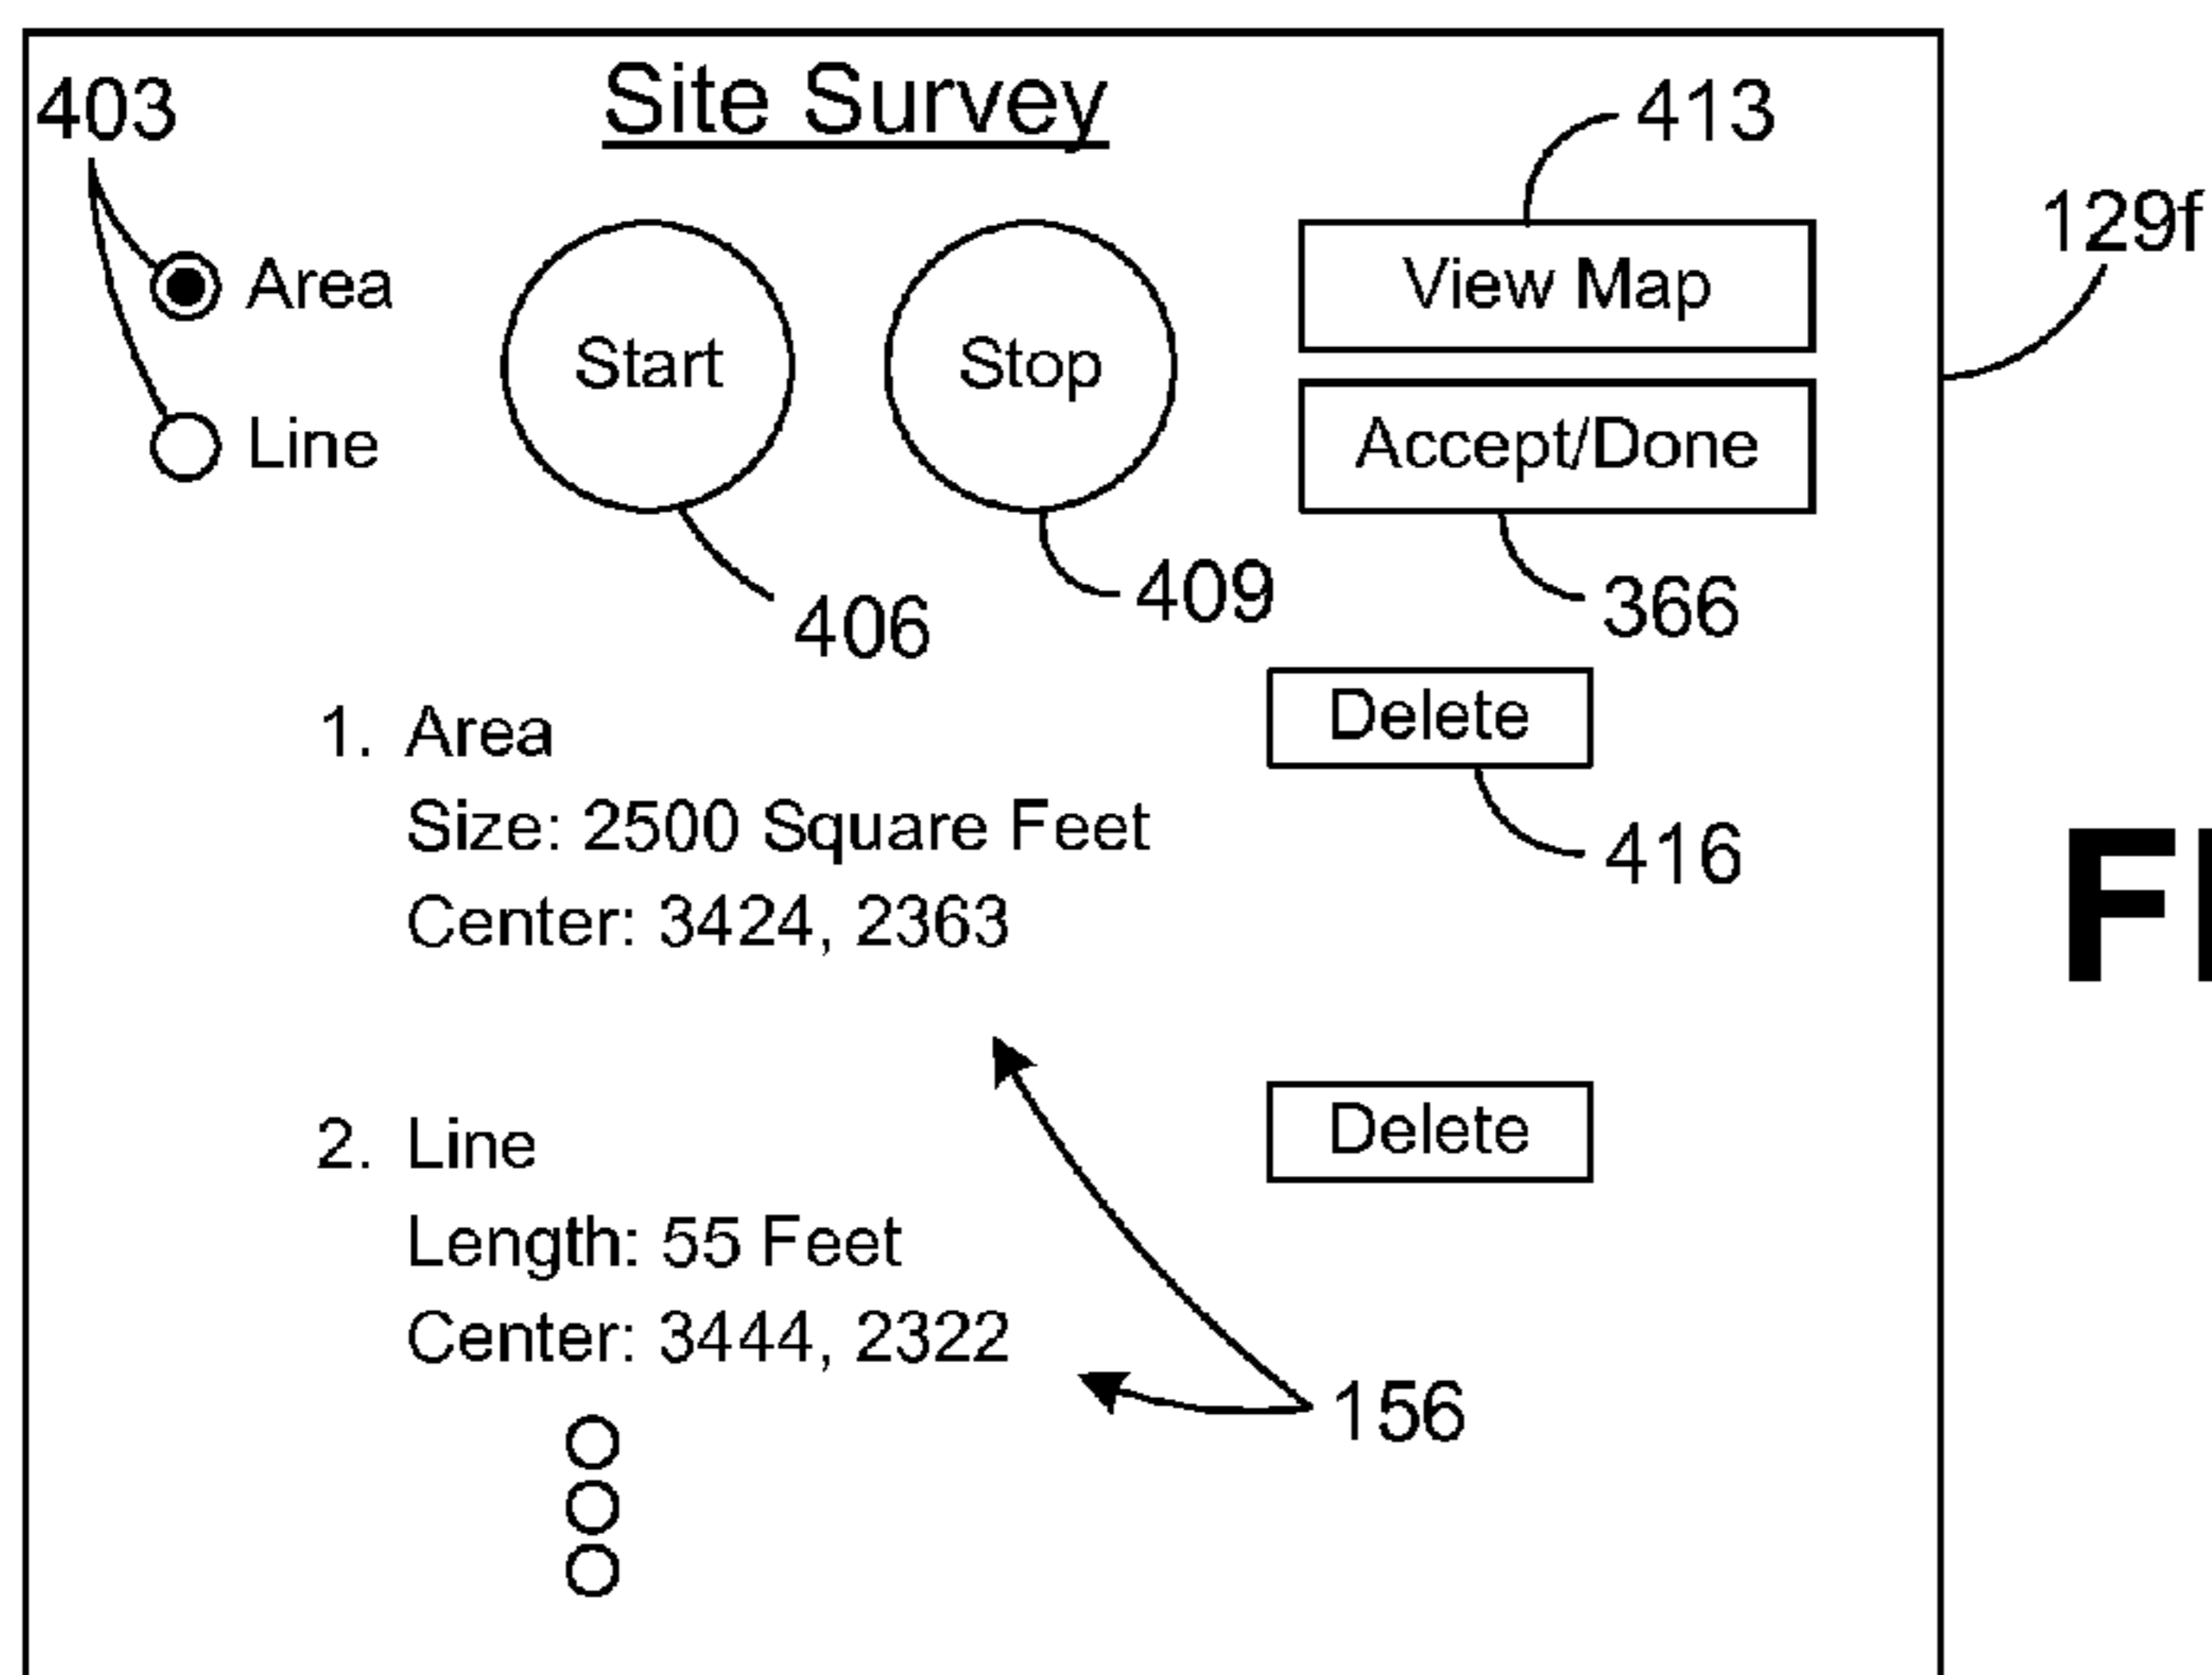 Site Survey
403
413
129f
Area
Line
Start
Stop
View Map
Accept/Done
406
409
366
1. Area
Size: 2500 Square Feet
Center: 3424, 2363
Delete
416
2. Line
Length: 55 Feet
Center: 3444, 2322
Delete
156